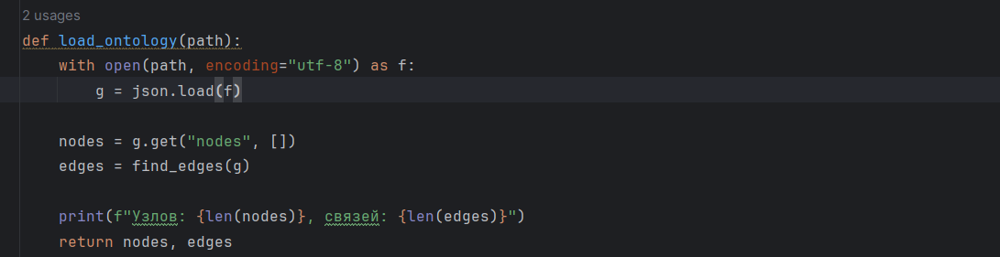 2 usages
def load_ontology(path):
    with open(path, encoding="utf-8") as f:
        g = json.load(f)
    nodes = g.get("nodes", [])
    edges = find_edges(g)
    print(f"Узлов: {len(nodes)}, связей: {len(edges)}")
    return nodes, edges